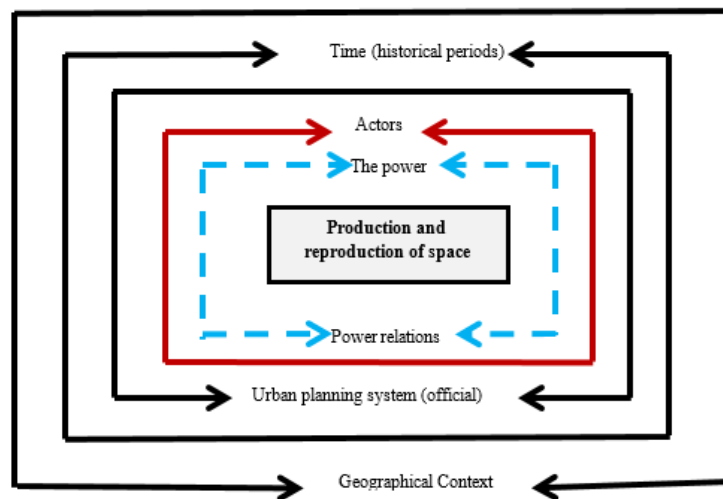 Time (historical periods)
Actors
The power
Production and
reproduction of space
Power relations
Urban planning system (official)
Geographical Context